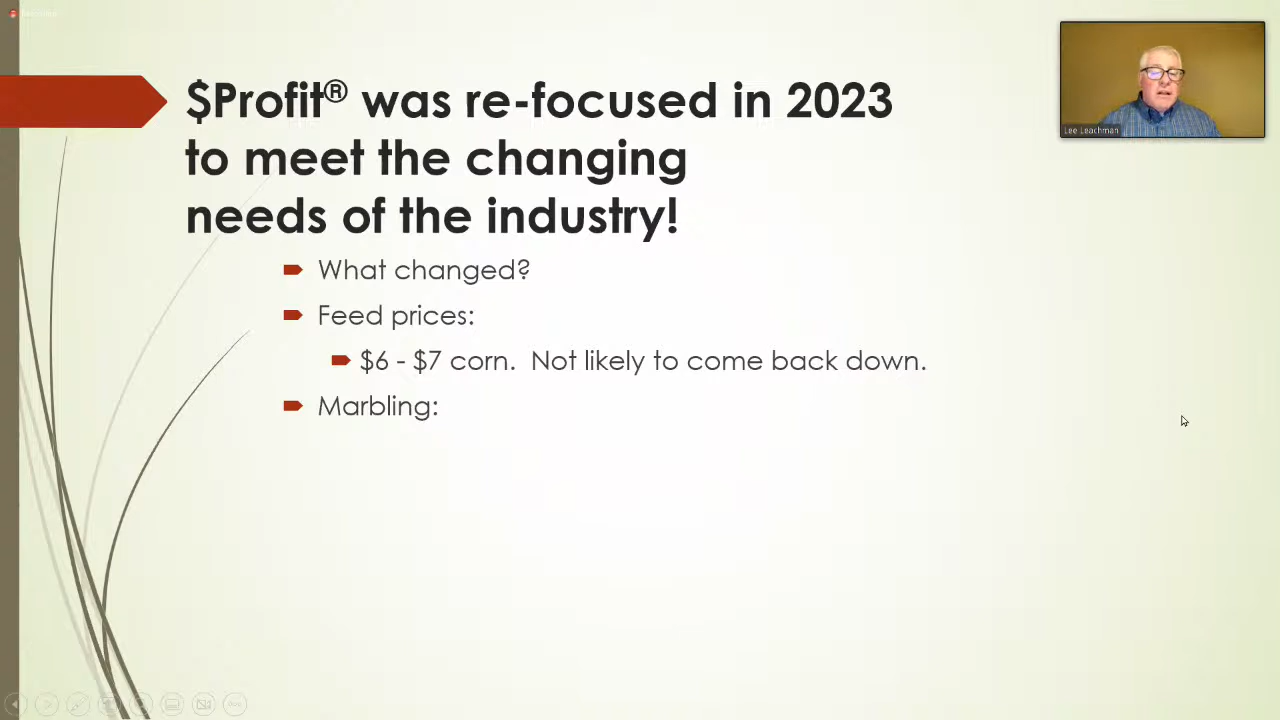 $Profit® was re-focused in 2023
to meet the changing
needs of the industry!
Lee Leachman
What changed?
Feed prices:
$6 - $7 corn. Not likely to come back down.
Marbling: